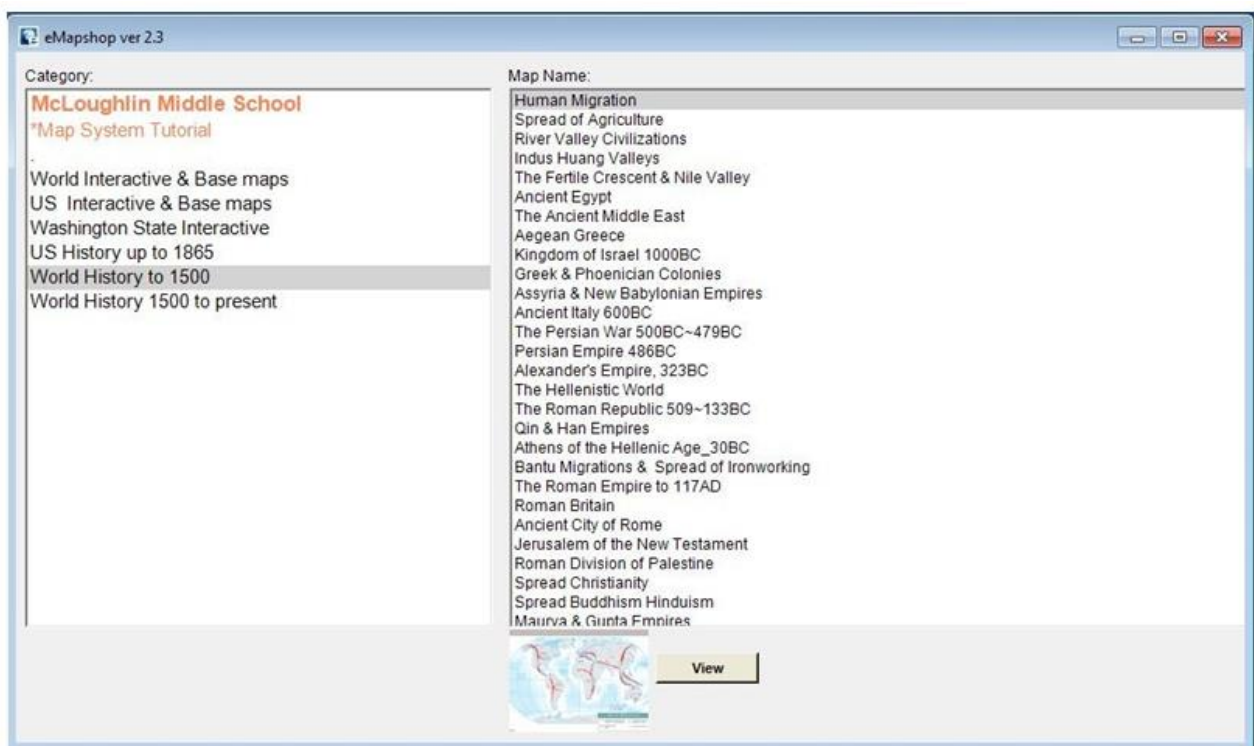 eMapshop ver 2.3
Category:
McLoughlin Middle School
*Map System Tutorial
.
World Interactive & Base maps
US Interactive & Base maps
Washington State Interactive
US History up to 1865
World History to 1500
World History 1500 to present
Map Name:
Human Migration
Spread of Agriculture
River Valley Civilizations
Indus Huang Valleys
The Fertile Crescent & Nile Valley
Ancient Egypt
The Ancient Middle East
Aegean Greece
Kingdom of Israel 1000BC
Greek & Phoenician Colonies
Assyria & New Babylonian Empires
Ancient Italy 600BC
The Persian War 500BC~479BC
Persian Empire 486BC
Alexander's Empire, 323BC
The Hellenistic World
The Roman Republic 509~133BC
Qin & Han Empires
Athens of the Hellenic Age_30BC
Bantu Migrations & Spread of Ironworking
The Roman Empire to 117AD
Roman Britain
Ancient City of Rome
Jerusalem of the New Testament
Roman Division of Palestine
Spread Christianity
Spread Buddhism Hinduism
Maurya & Gupta Empires
View